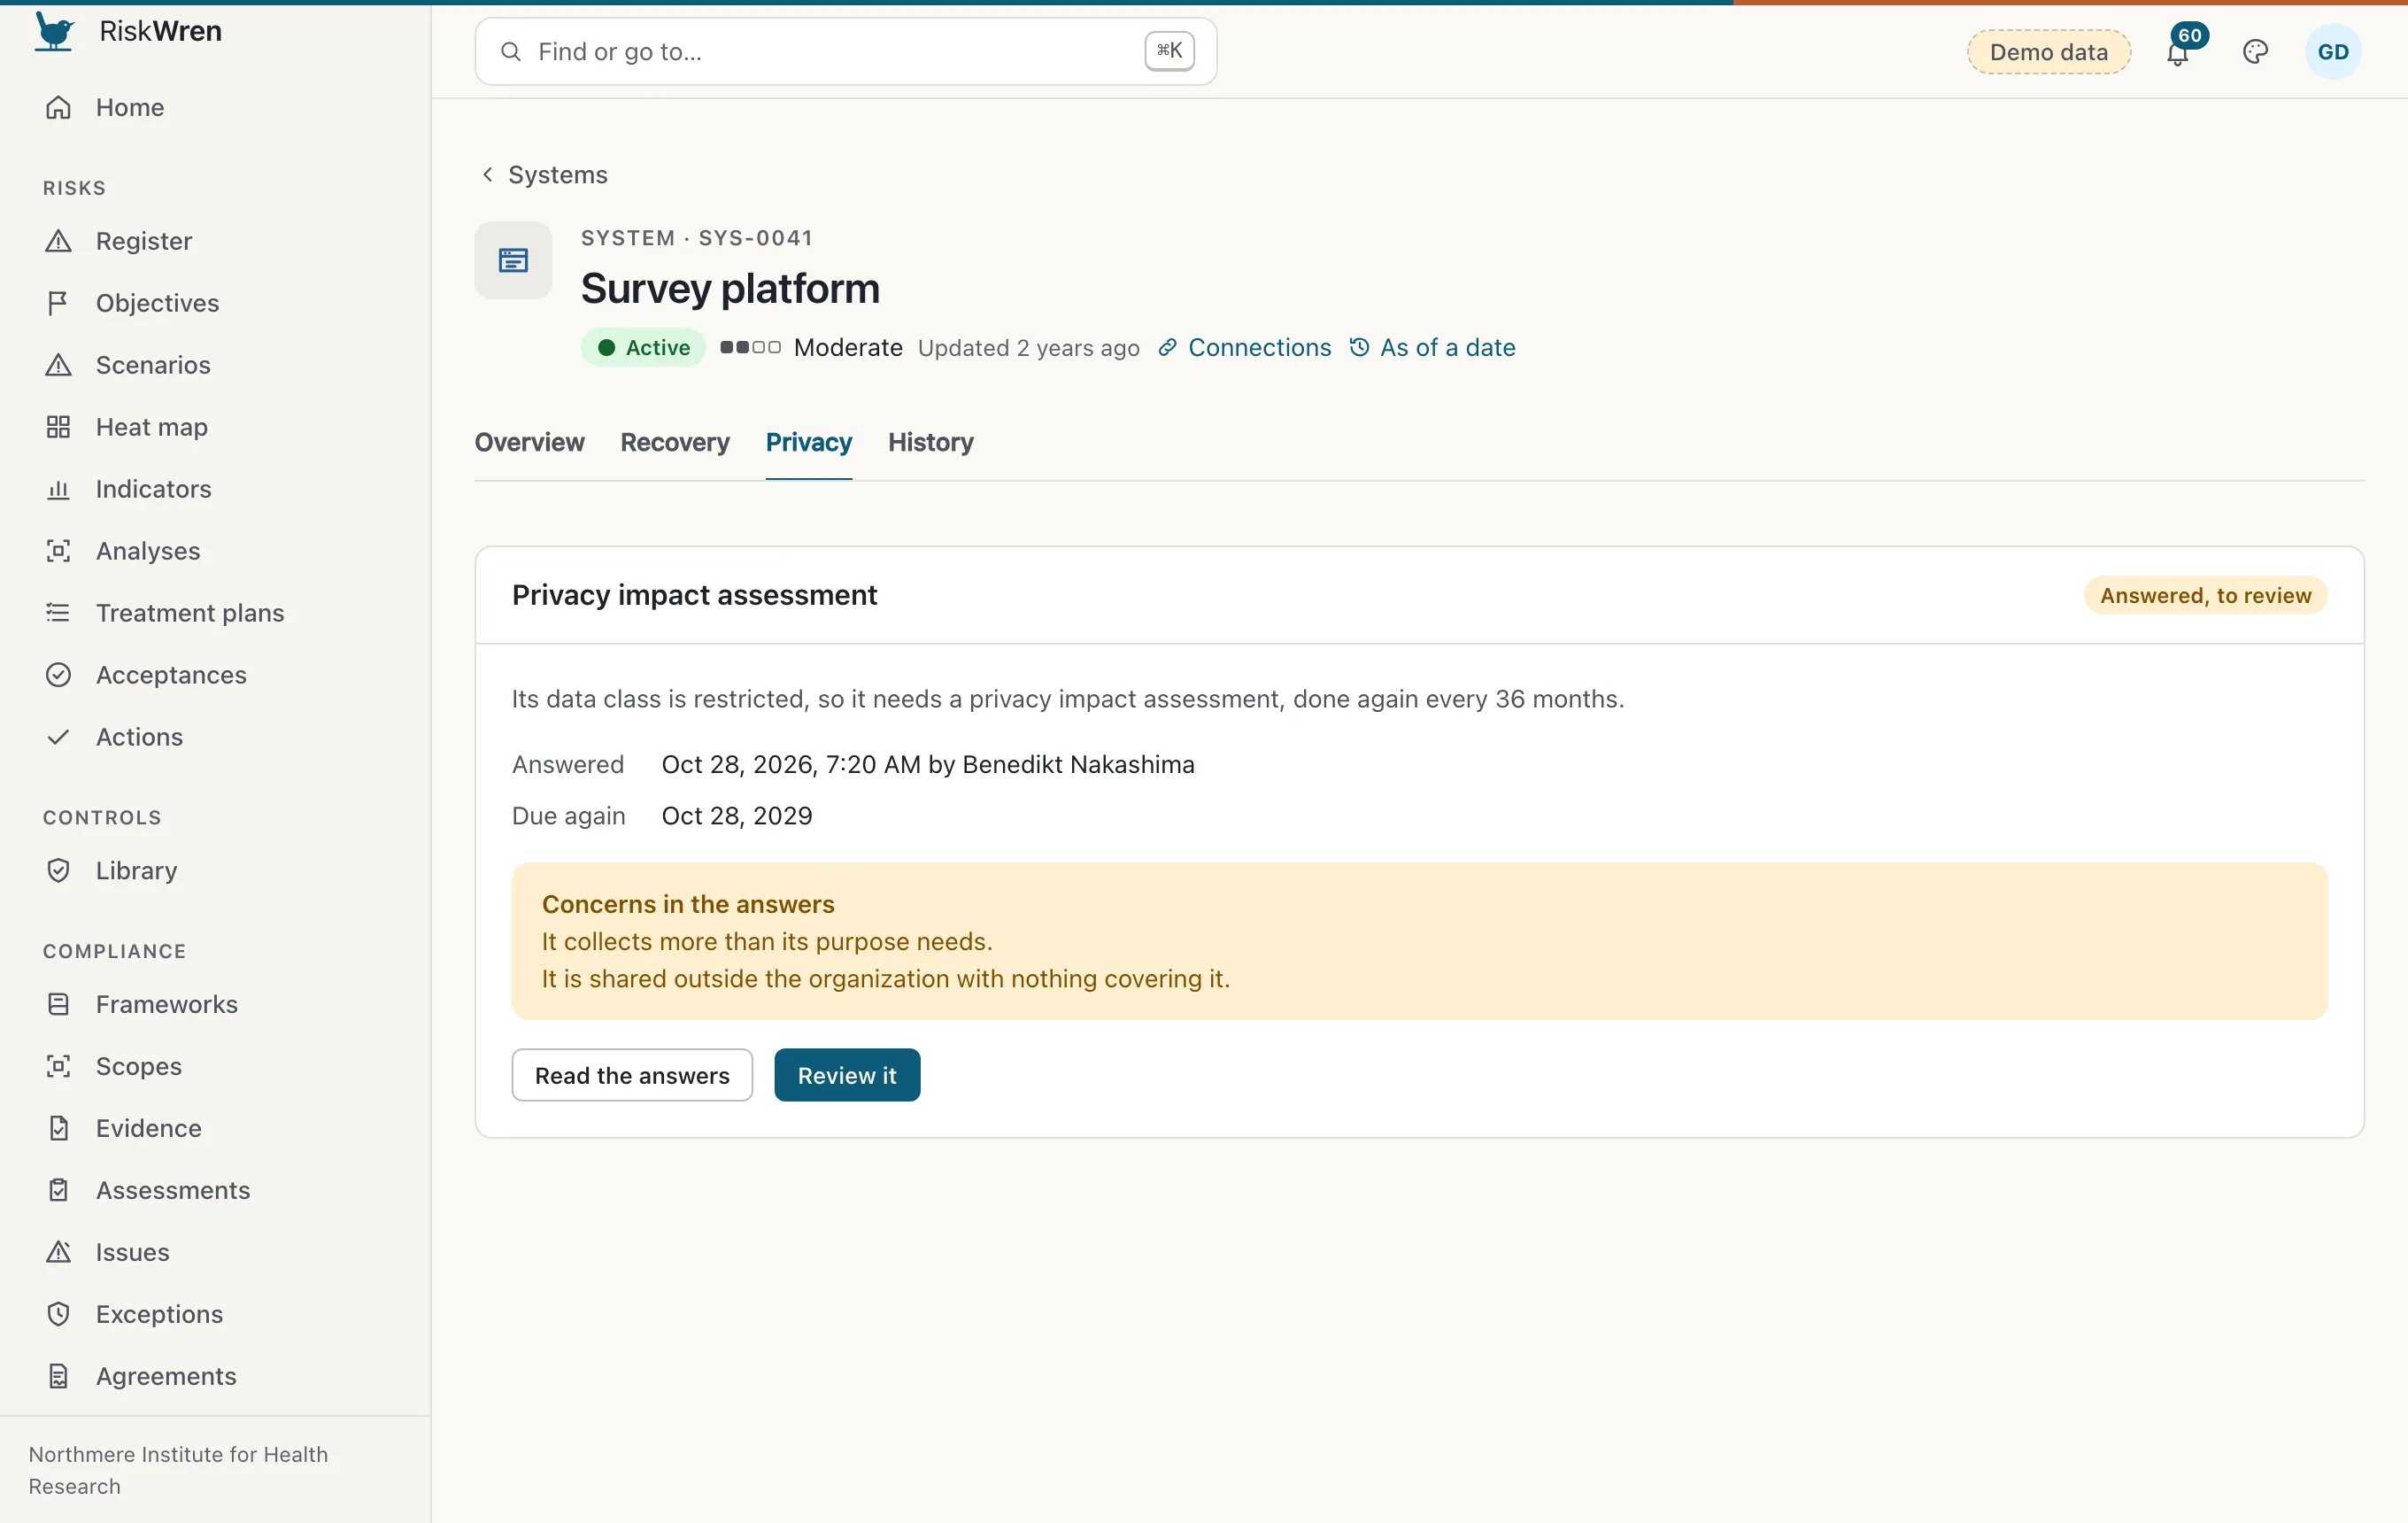 RiskWren
Home
RISKS
Register
Objectives
Scenarios
Heat map
Indicators
Analyses
Treatment plans
Acceptances
Actions
CONTROLS
Library
COMPLIANCE
Frameworks
Scopes
Evidence
Assessments
Issues
Exceptions
Agreements
Northmere Institute for Health
Research
Find or go to...
⌘K
Demo data
60
GD
Systems
SYSTEM · SYS-0041
Survey platform
Active Moderate Updated 2 years ago Connections As of a date
Overview Recovery Privacy History
Privacy impact assessment
Answered, to review
Its data class is restricted, so it needs a privacy impact assessment, done again every 36 months.
Answered Oct 28, 2026, 7:20 AM by Benedikt Nakashima
Due again Oct 28, 2029
Concerns in the answers
It collects more than its purpose needs.
It is shared outside the organization with nothing covering it.
Read the answers Review it